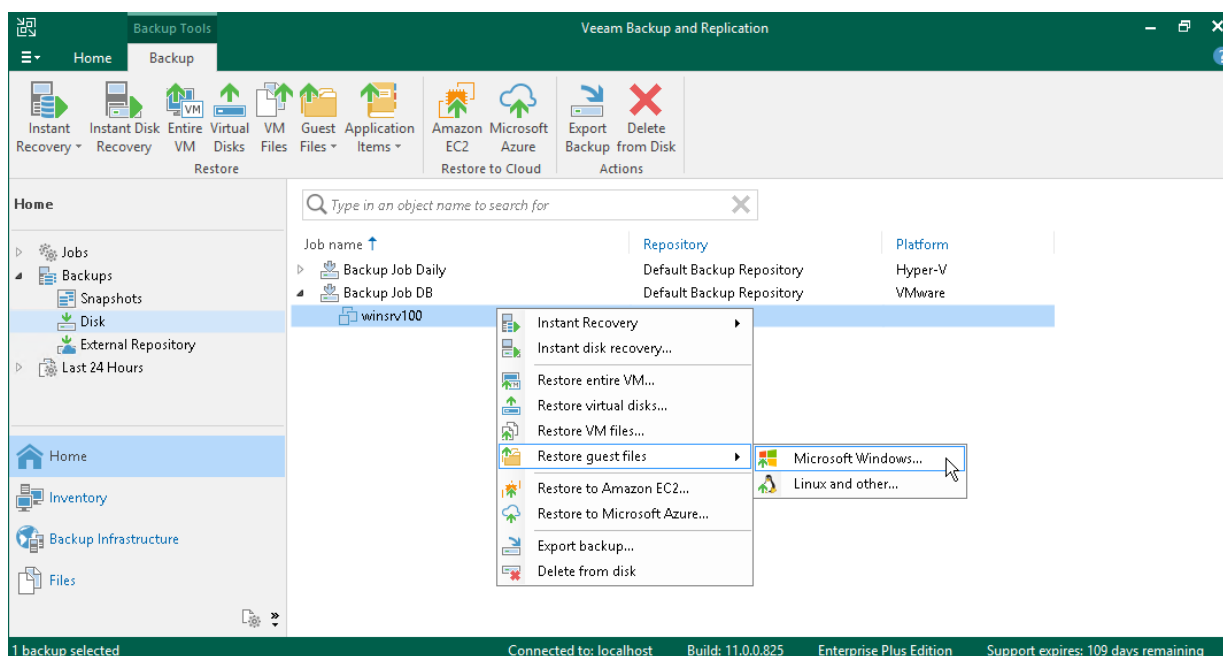 Backup Tools
Veeam Backup and Replication
Home
Backup
Instant Recovery
Instant Disk Recovery
Entire VM
Virtual Disks
VM Files
Guest Files
Application Items
Amazon EC2
Microsoft Azure
Export Backup
Delete from Disk
Restore
Restore to Cloud
Actions
Home
Type in an object name to search for
Jobs
Backups
Snapshots
Disk
External Repository
Last 24 Hours
Job name
Repository
Platform
Backup Job Daily
Default Backup Repository
Hyper-V
Backup Job DB
Default Backup Repository
VMware
winsrv100
Instant Recovery
Instant disk recovery...
Restore entire VM...
Restore virtual disks...
Restore VM files...
Restore guest files
Microsoft Windows...
Linux and other...
Restore to Amazon EC2...
Restore to Microsoft Azure...
Export backup...
Delete from disk
Home
Inventory
Backup Infrastructure
Files
1 backup selected
Connected to: localhost
Build: 11.0.0.825
Enterprise Plus Edition
Support expires: 109 days remaining